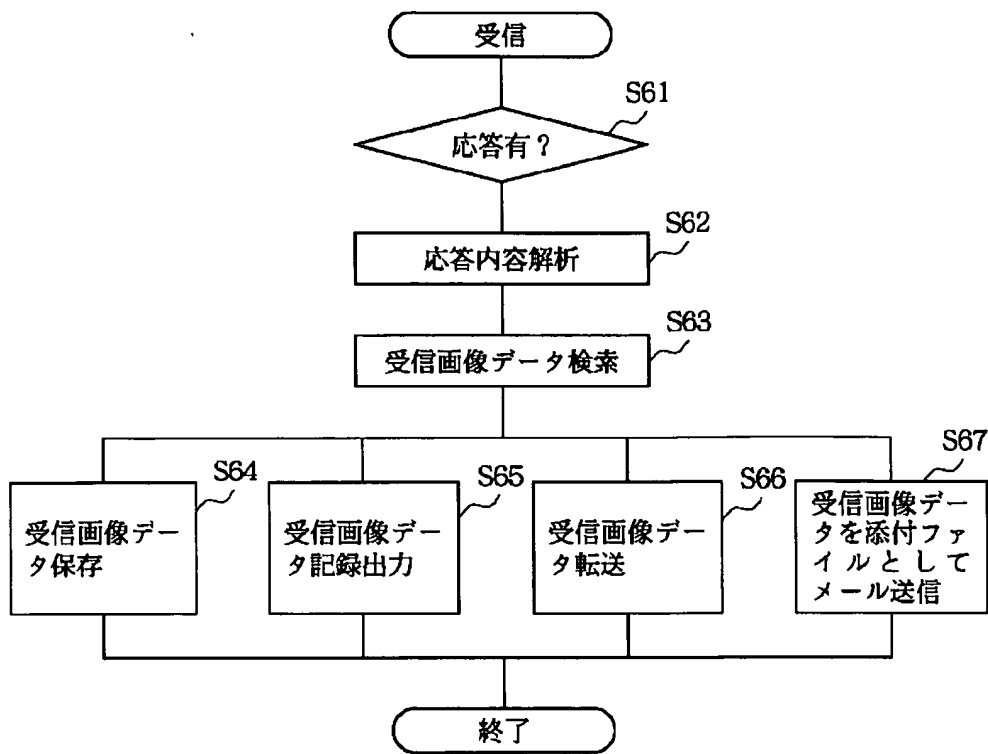 受信
S61
応答有？
S62
応答内容解析
S63
受信画像データ検索
S64
受信画像デー
タ保存
S65
受信画像デー
タ記録出力
S66
受信画像デー
タ転送
S67
受信画像デー
タを添付ファ
イルとして
メール送信
終了